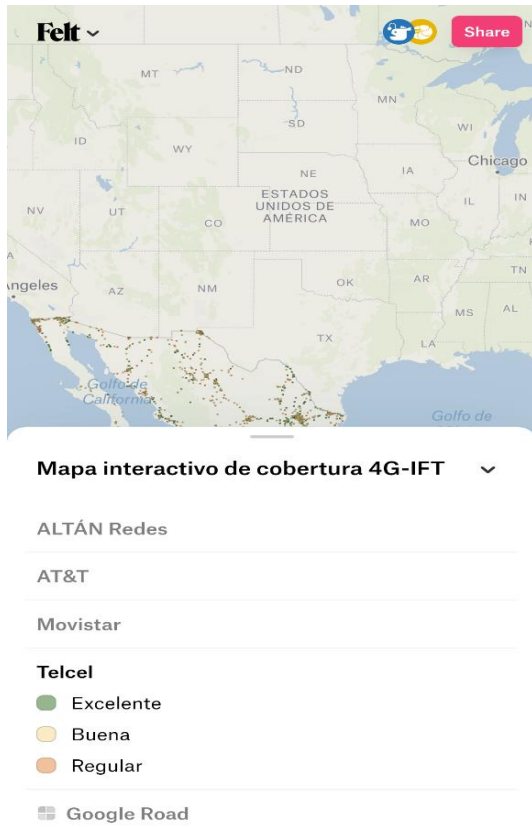 Felt
Share
MT
ND
MN
ID
SD
WI
WY
Chicago
NE
IA
ESTADOS
UNIDOS DE
AMÉRICA
NV
UT
CO
IL
IN
MO
Angeles
AZ
NM
OK
AR
TN
MS
AL
TX
LA
Golfo de
California
Golfo de
Mapa interactivo de cobertura 4G-IFT
ALTÁN Redes
AT&T
Movistar
Telcel
Excelente
Buena
Regular
Google Road